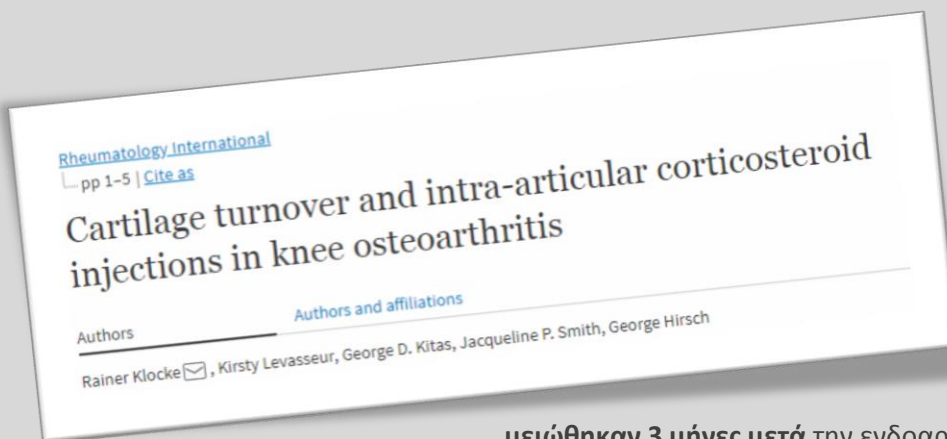 Rheumatology International
pp 1–5 | Cite as
Cartilage turnover and intra-articular corticosteroid
injections in knee osteoarthritis
Authors
Authors and affiliations
Rainer Klocke , Kirsty Levasseur, George D. Kitas, Jacqueline P. Smith, George Hirsch
μειώθηκαν 3 μήνες μετά την